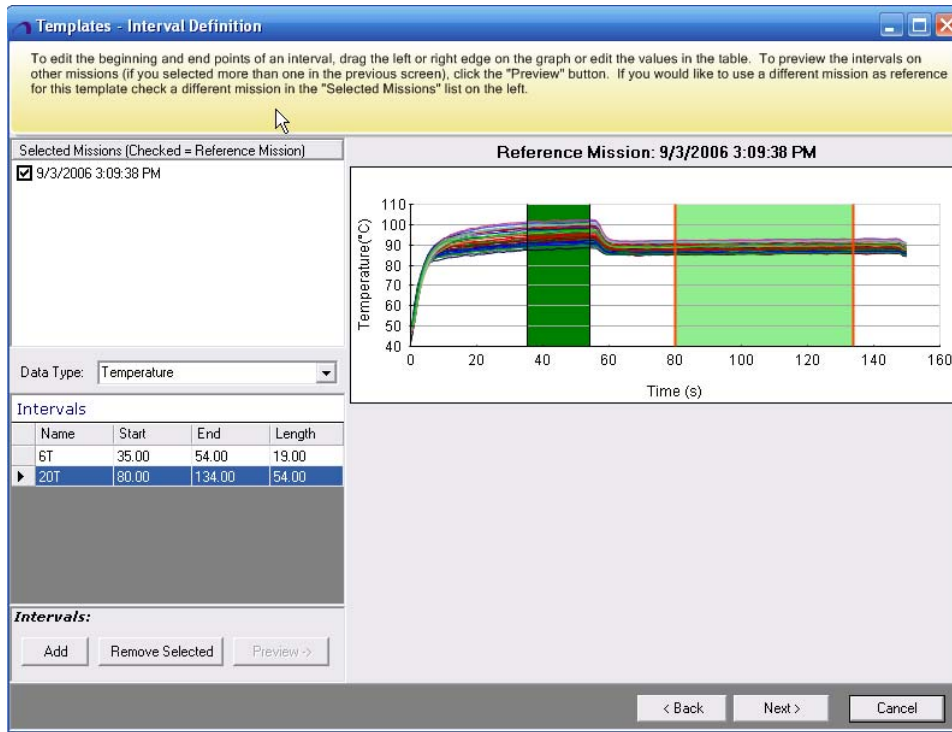 Templates - Interval Definition
To edit the beginning and end points of an interval, drag the left or right edge on the graph or edit the values in the table. To preview the intervals on
other missions (if you selected more than one in the previous screen), click the "Preview" button. If you would like to use a different mission as reference
for this template check a different mission in the "Selected Missions" list on the left.
Selected Missions (Checked = Reference Mission)
9/3/2006 3:09:38 PM
Data Type: Temperature
Intervals
Name Start End Length
6T 35.00 54.00 19.00
20T 80.00 134.00 54.00
Intervals:
Add Remove Selected Preview ->
Reference Mission: 9/3/2006 3:09:38 PM
Temperature(°C)
110
100
90
80
70
60
50
40
0 20 40 60 80 100 120 140 160
Time (s)
< Back Next > Cancel